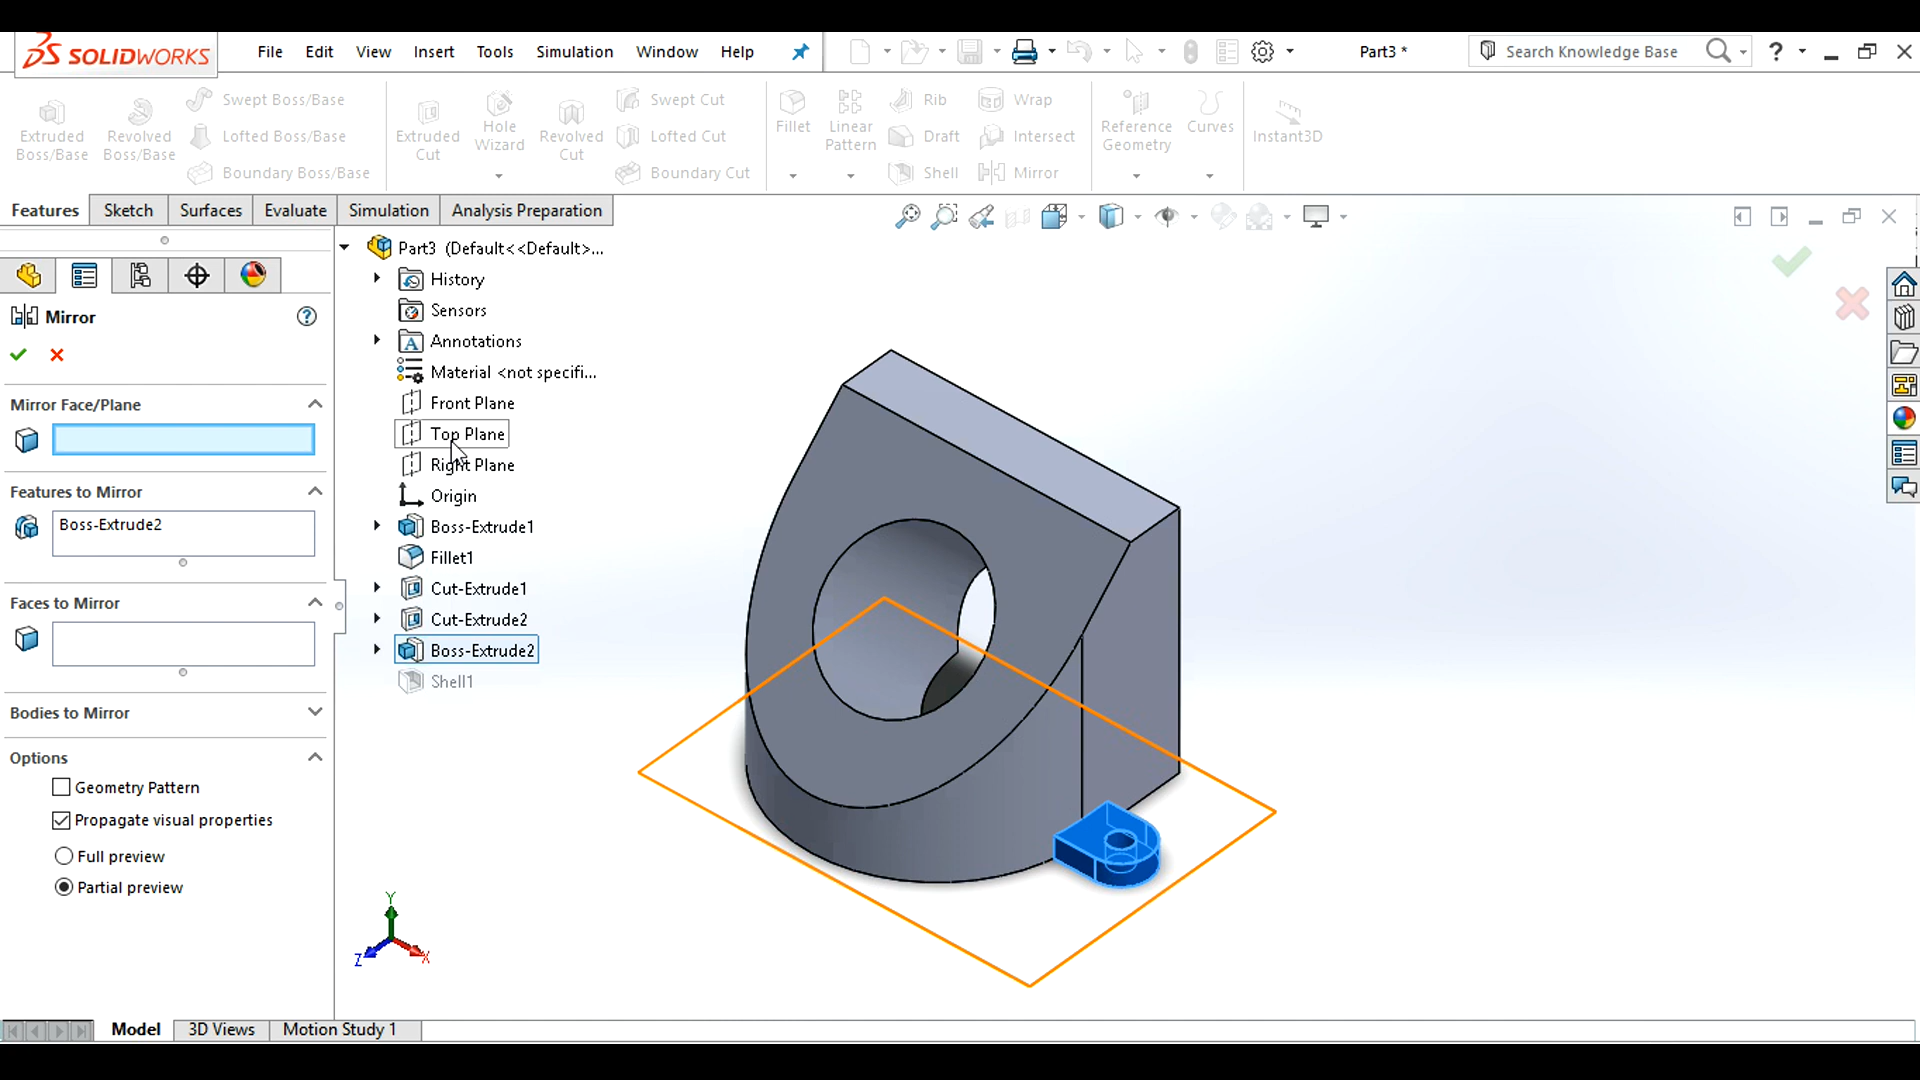 SOLIDWORKS File Edit View Insert Tools Simulation Window Help Part3 * Search Knowledge Base ?
Extruded Boss/Base
Revolved Boss/Base
Swept Boss/Base
Lofted Boss/Base
Boundary Boss/Base
Extruded Cut
Hole Wizard
Revolved Cut
Swept Cut
Lofted Cut
Boundary Cut
Fillet
Linear Pattern
Rib
Draft
Shell
Wrap
Intersect
Mirror
Reference Geometry
Curves
Instant3D
Features Sketch Surfaces Evaluate Simulation Analysis Preparation
Mirror ?
Mirror Face/Plane
Features to Mirror
Boss-Extrude2
Faces to Mirror
Bodies to Mirror
Options
Geometry Pattern
Propagate visual properties
Full preview
Partial preview
Part3 (Default<<Default>...
History
Sensors
A Annotations
Material <not specifi...
Front Plane
Top Plane
Right Plane
Origin
Boss-Extrude1
Fillet1
Cut-Extrude1
Cut-Extrude2
Boss-Extrude2
Shell1
Y
Z X
Model 3D Views Motion Study 1